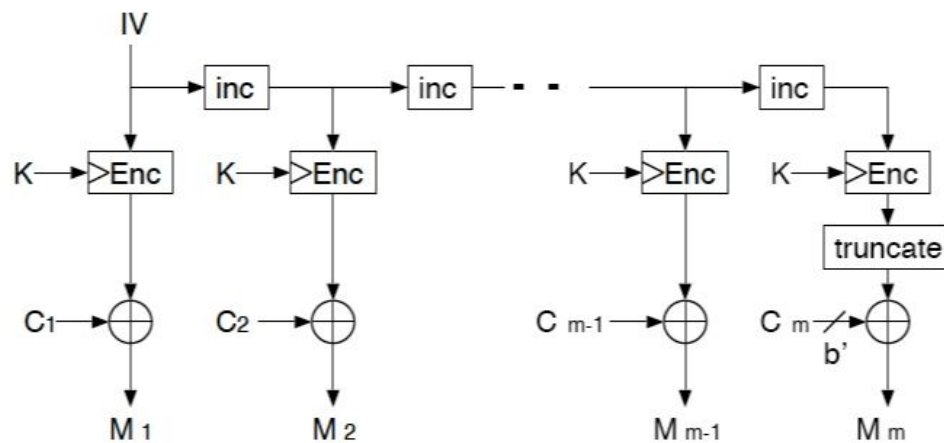 IV
inc inc inc
K >Enc K >Enc K >Enc K >Enc
truncate
C1 C2 C m-1 C m
b'
M 1 M 2 M m-1 M m